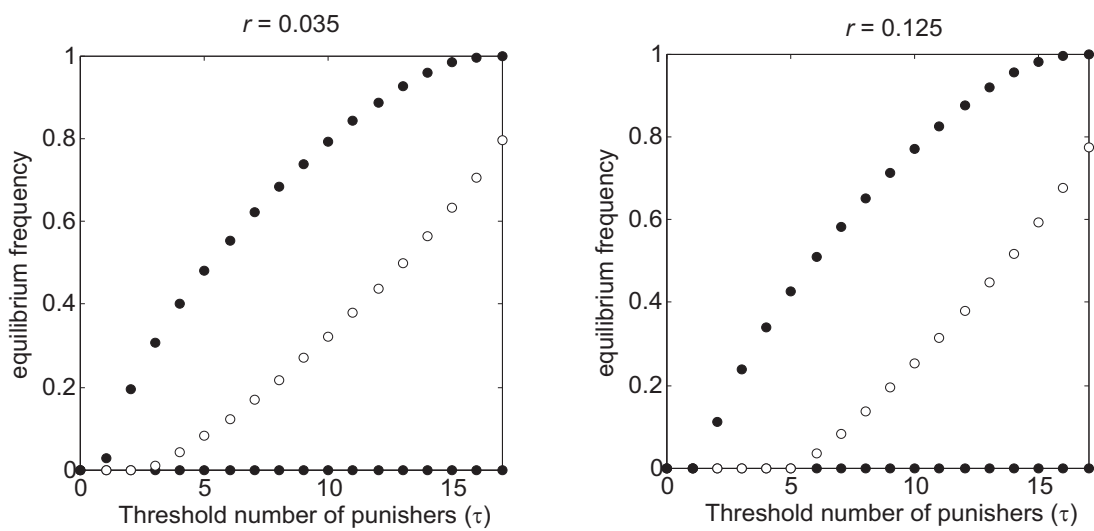 r = 0.035
1
0.8
0.6
0.4
0.2
0
equilibrium frequency
0 5 10 15
Threshold number of punishers (τ)
r = 0.125
1
0.8
0.6
0.4
0.2
0
equilibrium frequency
0 5 10 15
Threshold number of punishers (τ)